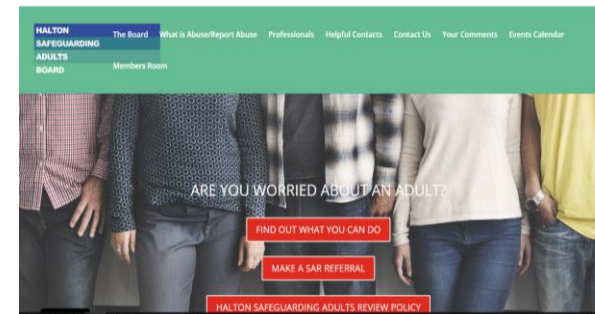 HALTON
SAFEGUARDING
ADULTS
BOARD
The Board What is Abuse/Report Abuse Professionals Helpful Contacts Contact Us Your Comments Events Calendar
Members Room
ARE YOU WORRIED ABOUT AN ADULT?
FIND OUT WHAT YOU CAN DO
MAKE A SAR REFERRAL
HALTON SAFEGUARDING ADULTS REVIEW POLICY